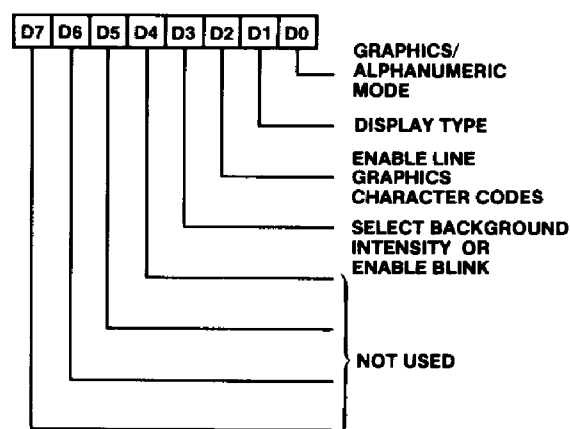 D7 D6 D5 D4 D3 D2 D1 D0
GRAPHICS/
ALPHANUMERIC
MODE
DISPLAY TYPE
ENABLE LINE
GRAPHICS
CHARACTER CODES
SELECT BACKGROUND
INTENSITY OR
ENABLE BLINK
NOT USED